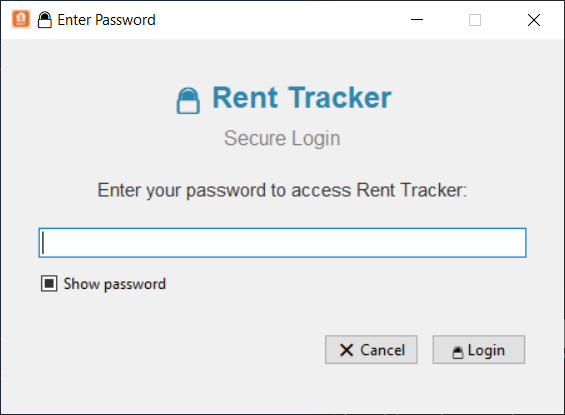 Enter Password
Rent Tracker
Secure Login
Enter your password to access Rent Tracker:
Show password
Cancel
Login